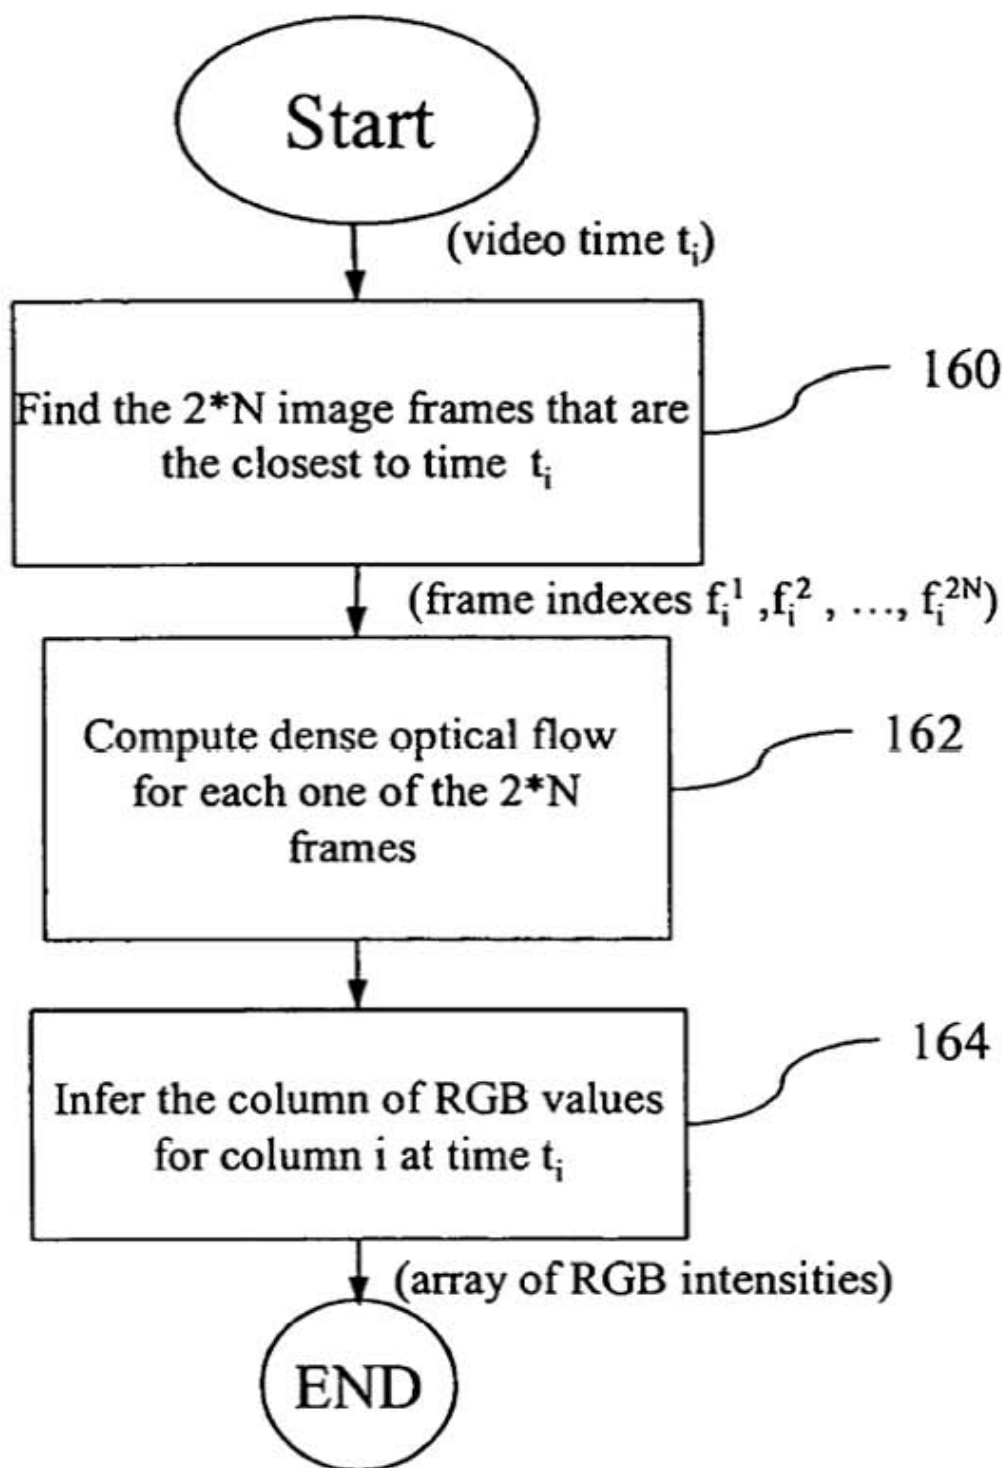 Start
(video time tᵢ)
Find the 2*N image frames that are
the closest to time tᵢ
160
(frame indexes fᵢ¹ ,fᵢ² , ..., fᵢ²ᴺ)
Compute dense optical flow
for each one of the 2*N
frames
162
Infer the column of RGB values
for column i at time tᵢ
164
(array of RGB intensities)
END